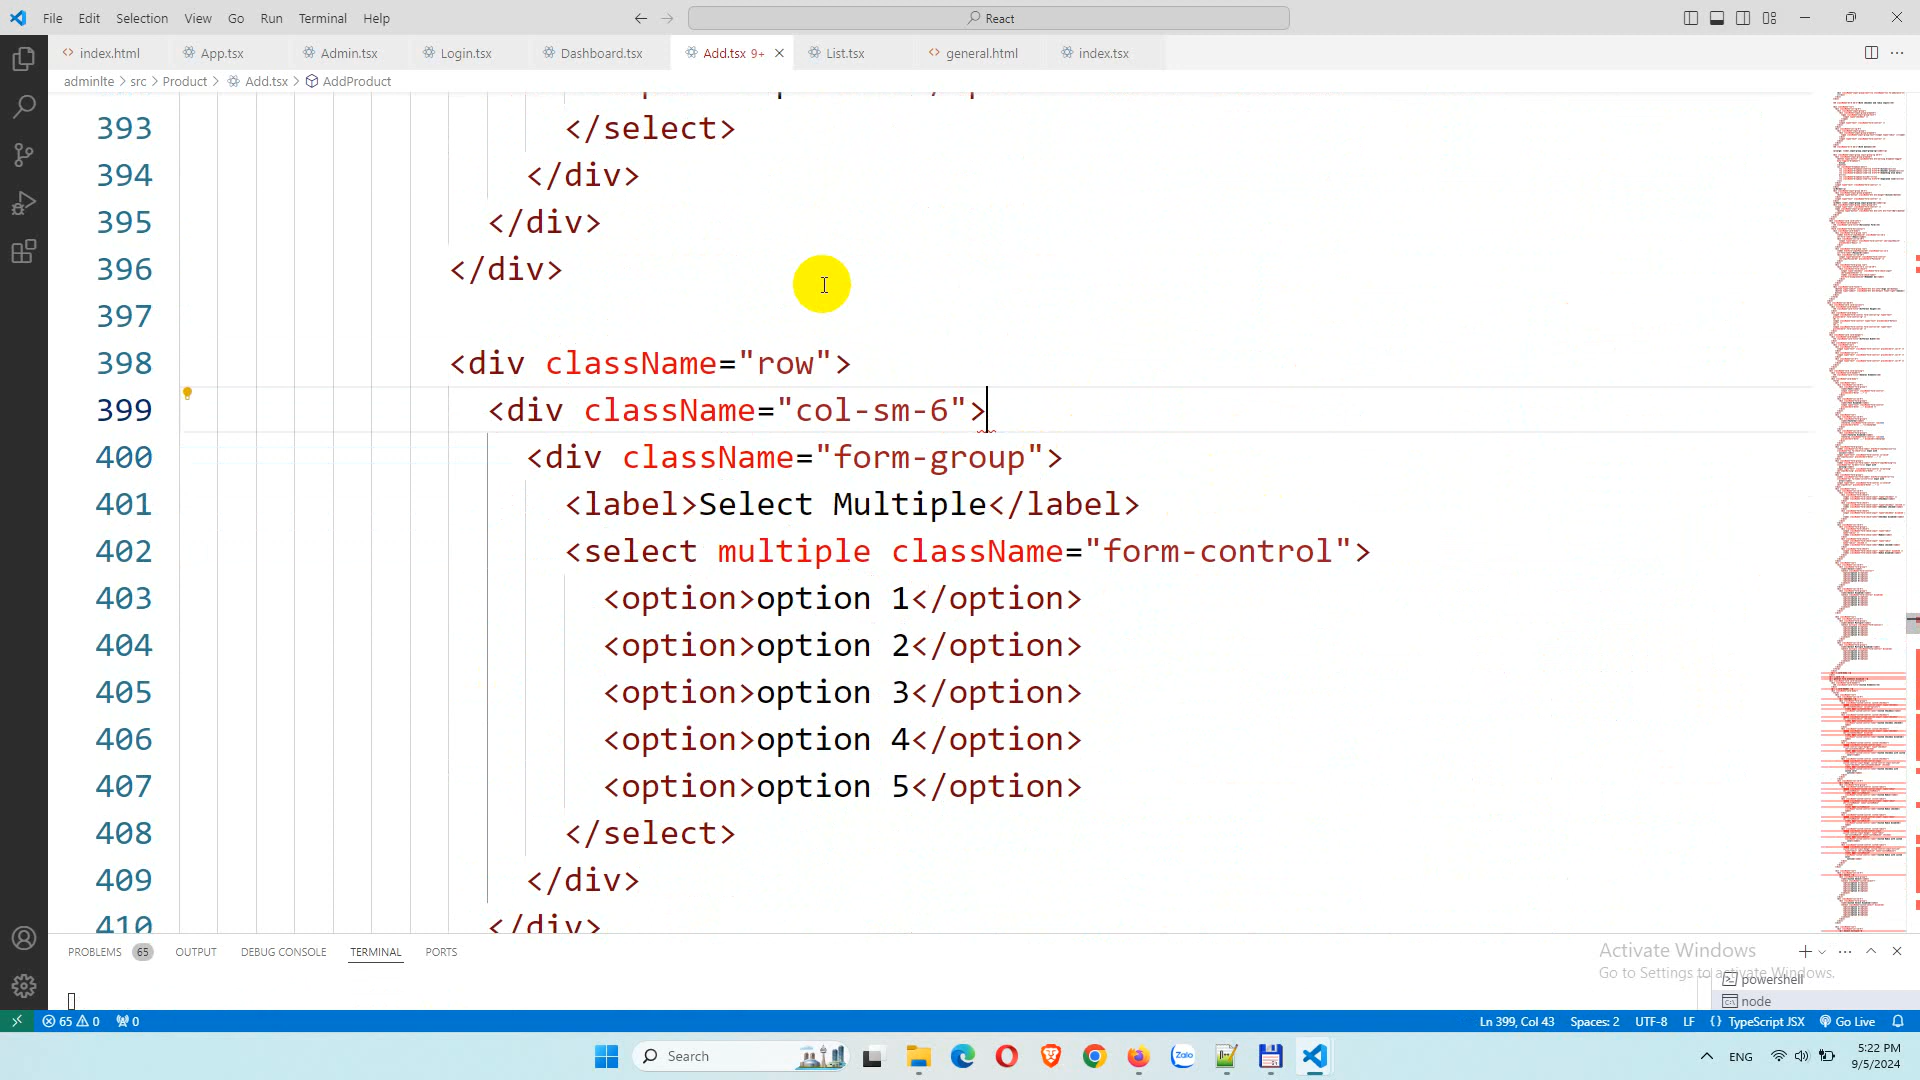 File Edit Selection View Go Run Terminal Help
React
index.html App.tsx Admin.tsx Login.tsx Dashboard.tsx Add.tsx 9+ List.tsx general.html index.tsx
adminlte > src > Product > Add.tsx > AddProduct
393 </select>
394 </div>
395 </div>
396 </div>
397
398 <div className="row">
399 <div className="col-sm-6">
400 <div className="form-group">
401 <label>Select Multiple</label>
402 <select multiple className="form-control">
403 <option>option 1</option>
404 <option>option 2</option>
405 <option>option 3</option>
406 <option>option 4</option>
407 <option>option 5</option>
408 </select>
409 </div>
410 </div>
PROBLEMS 65 OUTPUT DEBUG CONSOLE TERMINAL PORTS
Activate Windows
Go to Settings to activate Windows.
powershell
node
65 0 0 Ln 399, Col 43 Spaces: 2 UTF-8 LF {} TypeScript JSX Go Live
Search
Zalo
ENG
5:22 PM
9/5/2024